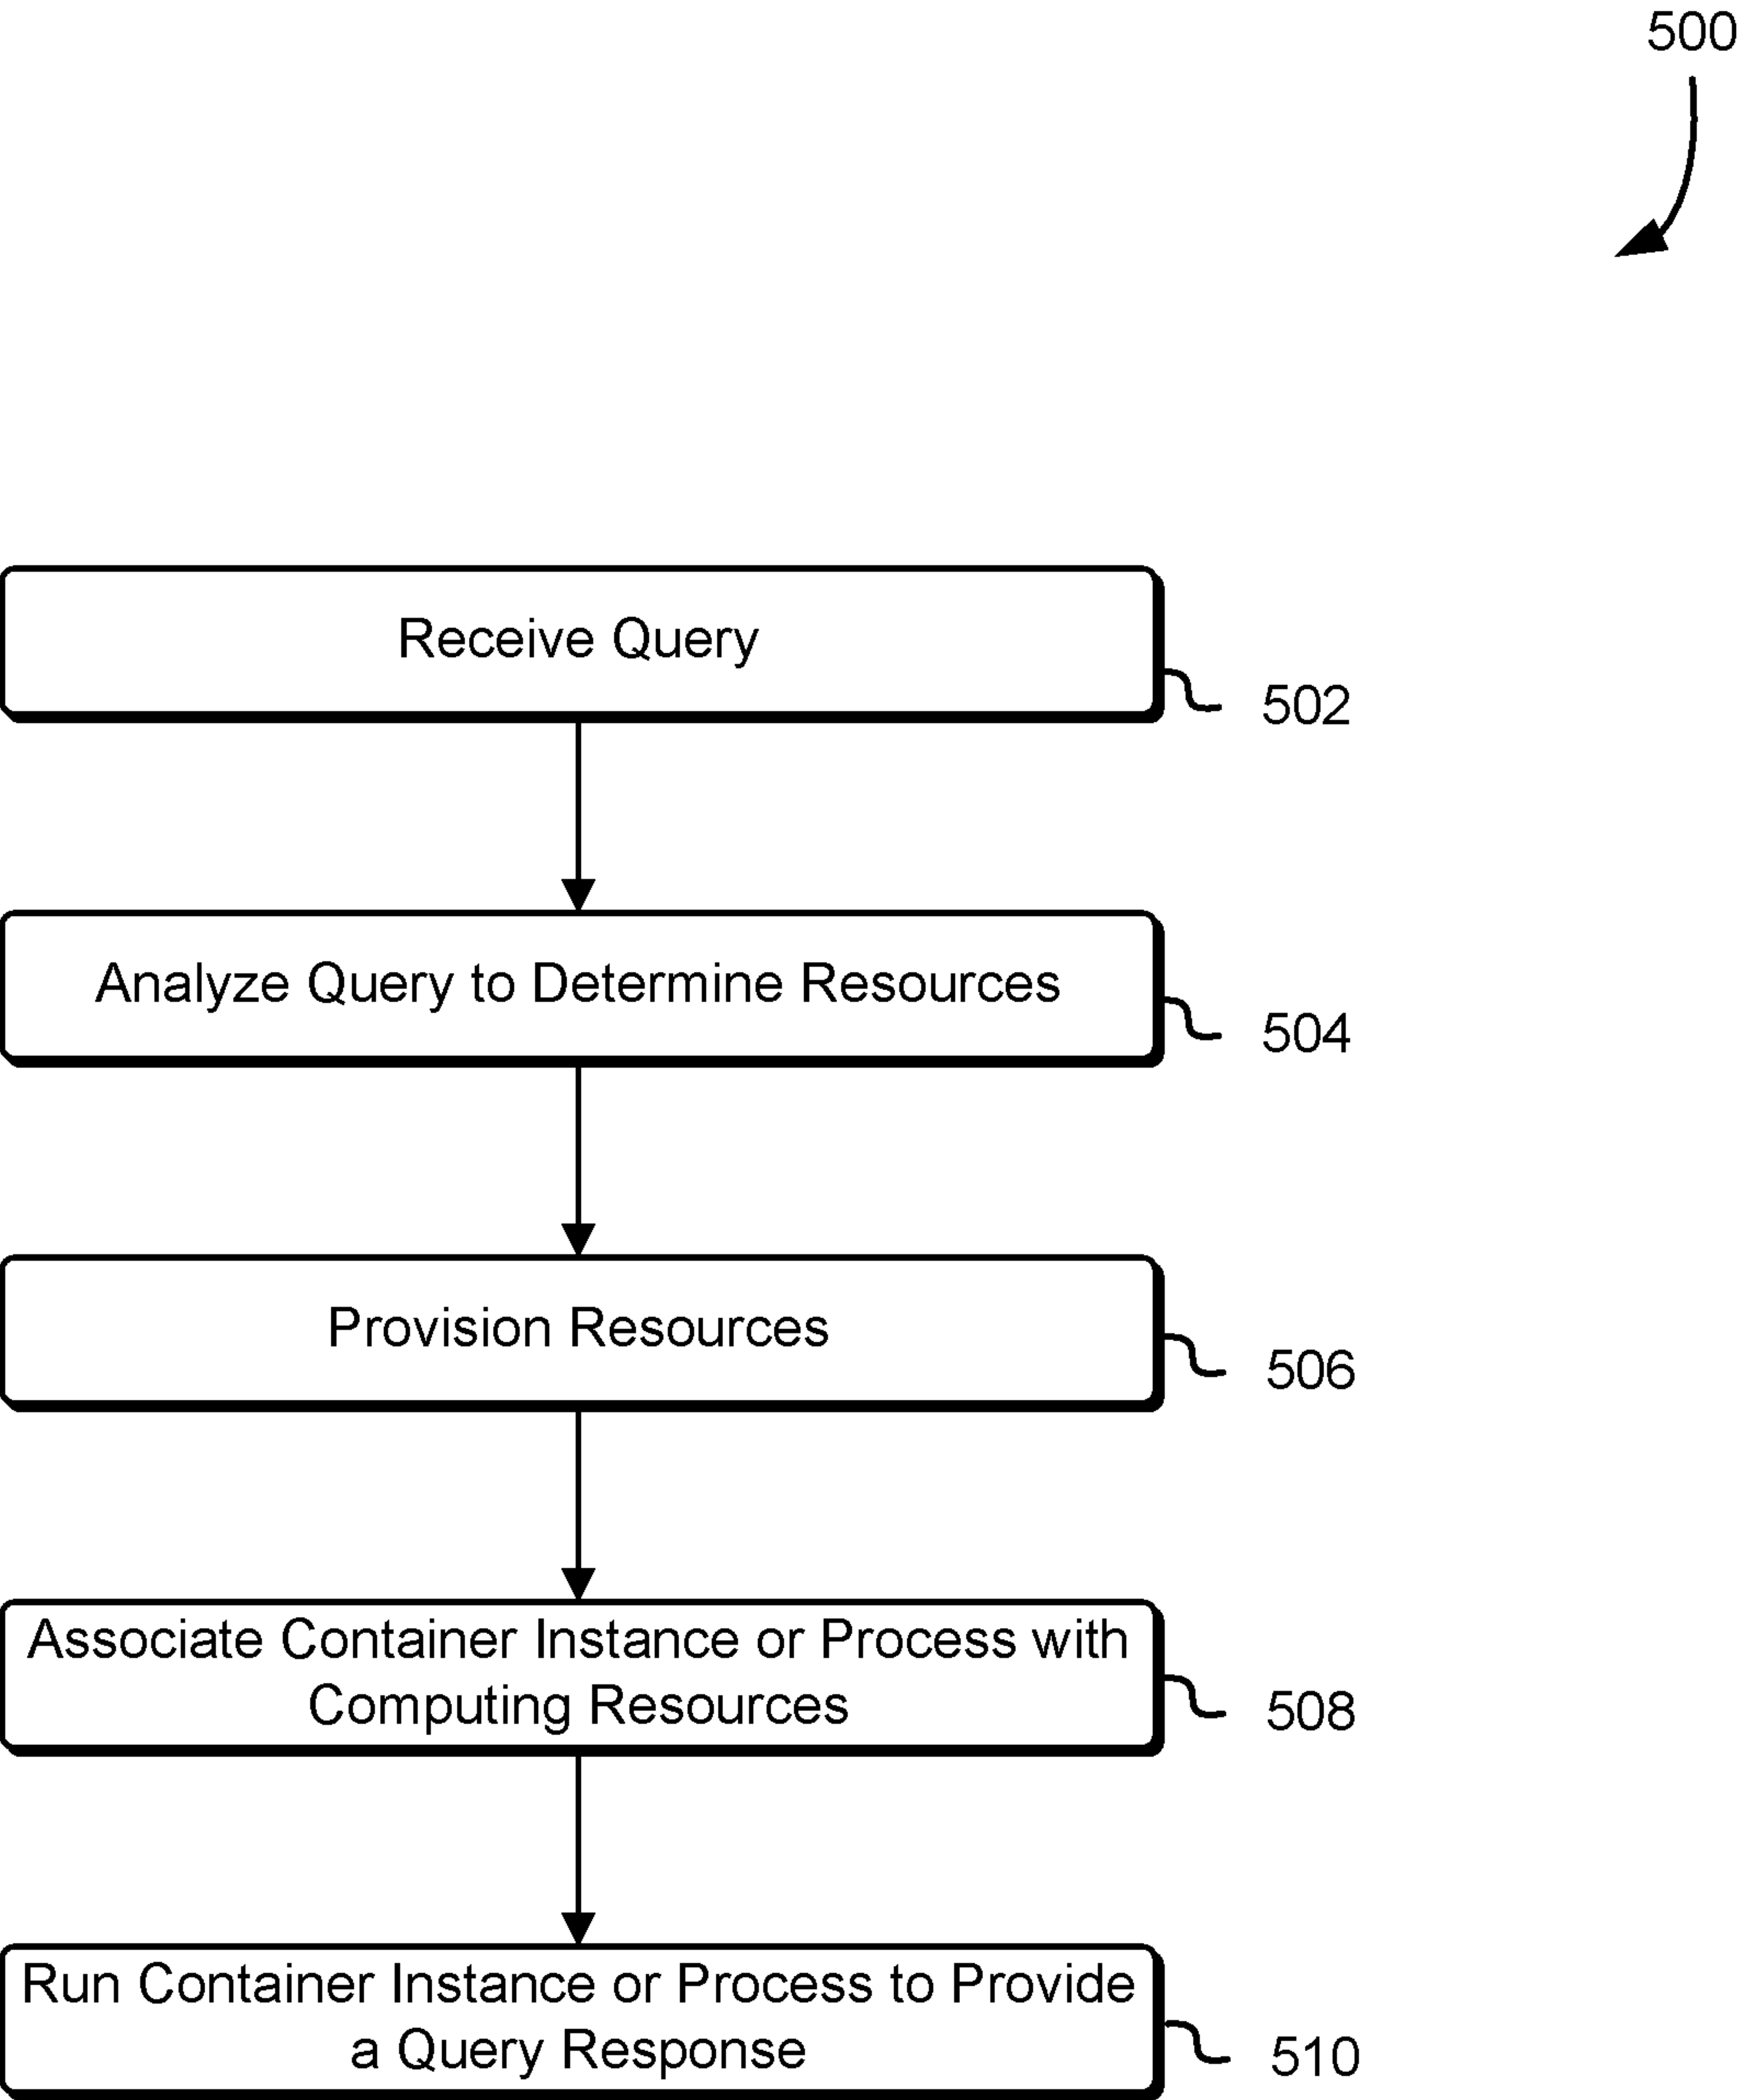 500
Receive Query
502
Analyze Query to Determine Resources
504
Provision Resources
506
Associate Container Instance or Process with
Computing Resources
508
Run Container Instance or Process to Provide
a Query Response
510